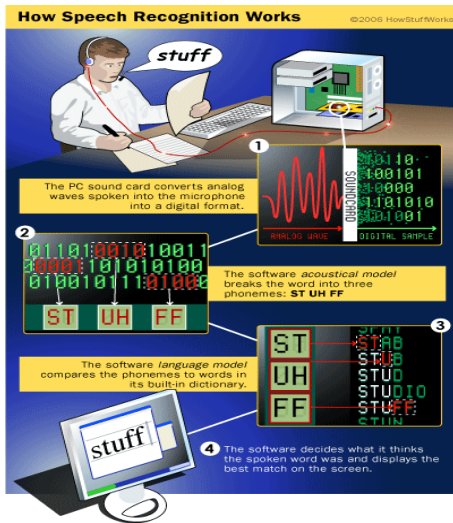 How Speech Recognition Works
©2006 HowStuffWorks
stuff
1
SOUNDCARD
ANALOG WAVE
DIGITAL SAMPLE
The PC sound card converts analog
waves spoken into the microphone
into a digital format.
2
01101001010011
ST UH FF
The software acoustical model
breaks the word into three
phonemes: ST UH FF
3
ST
UH
FF
STAB
STUB
STUD
STUDIO
STUFF
STUN
The software language model
compares the phonemes to words in
its built-in dictionary.
stuff
4 The software decides what it thinks
the spoken word was and displays the
best match on the screen.